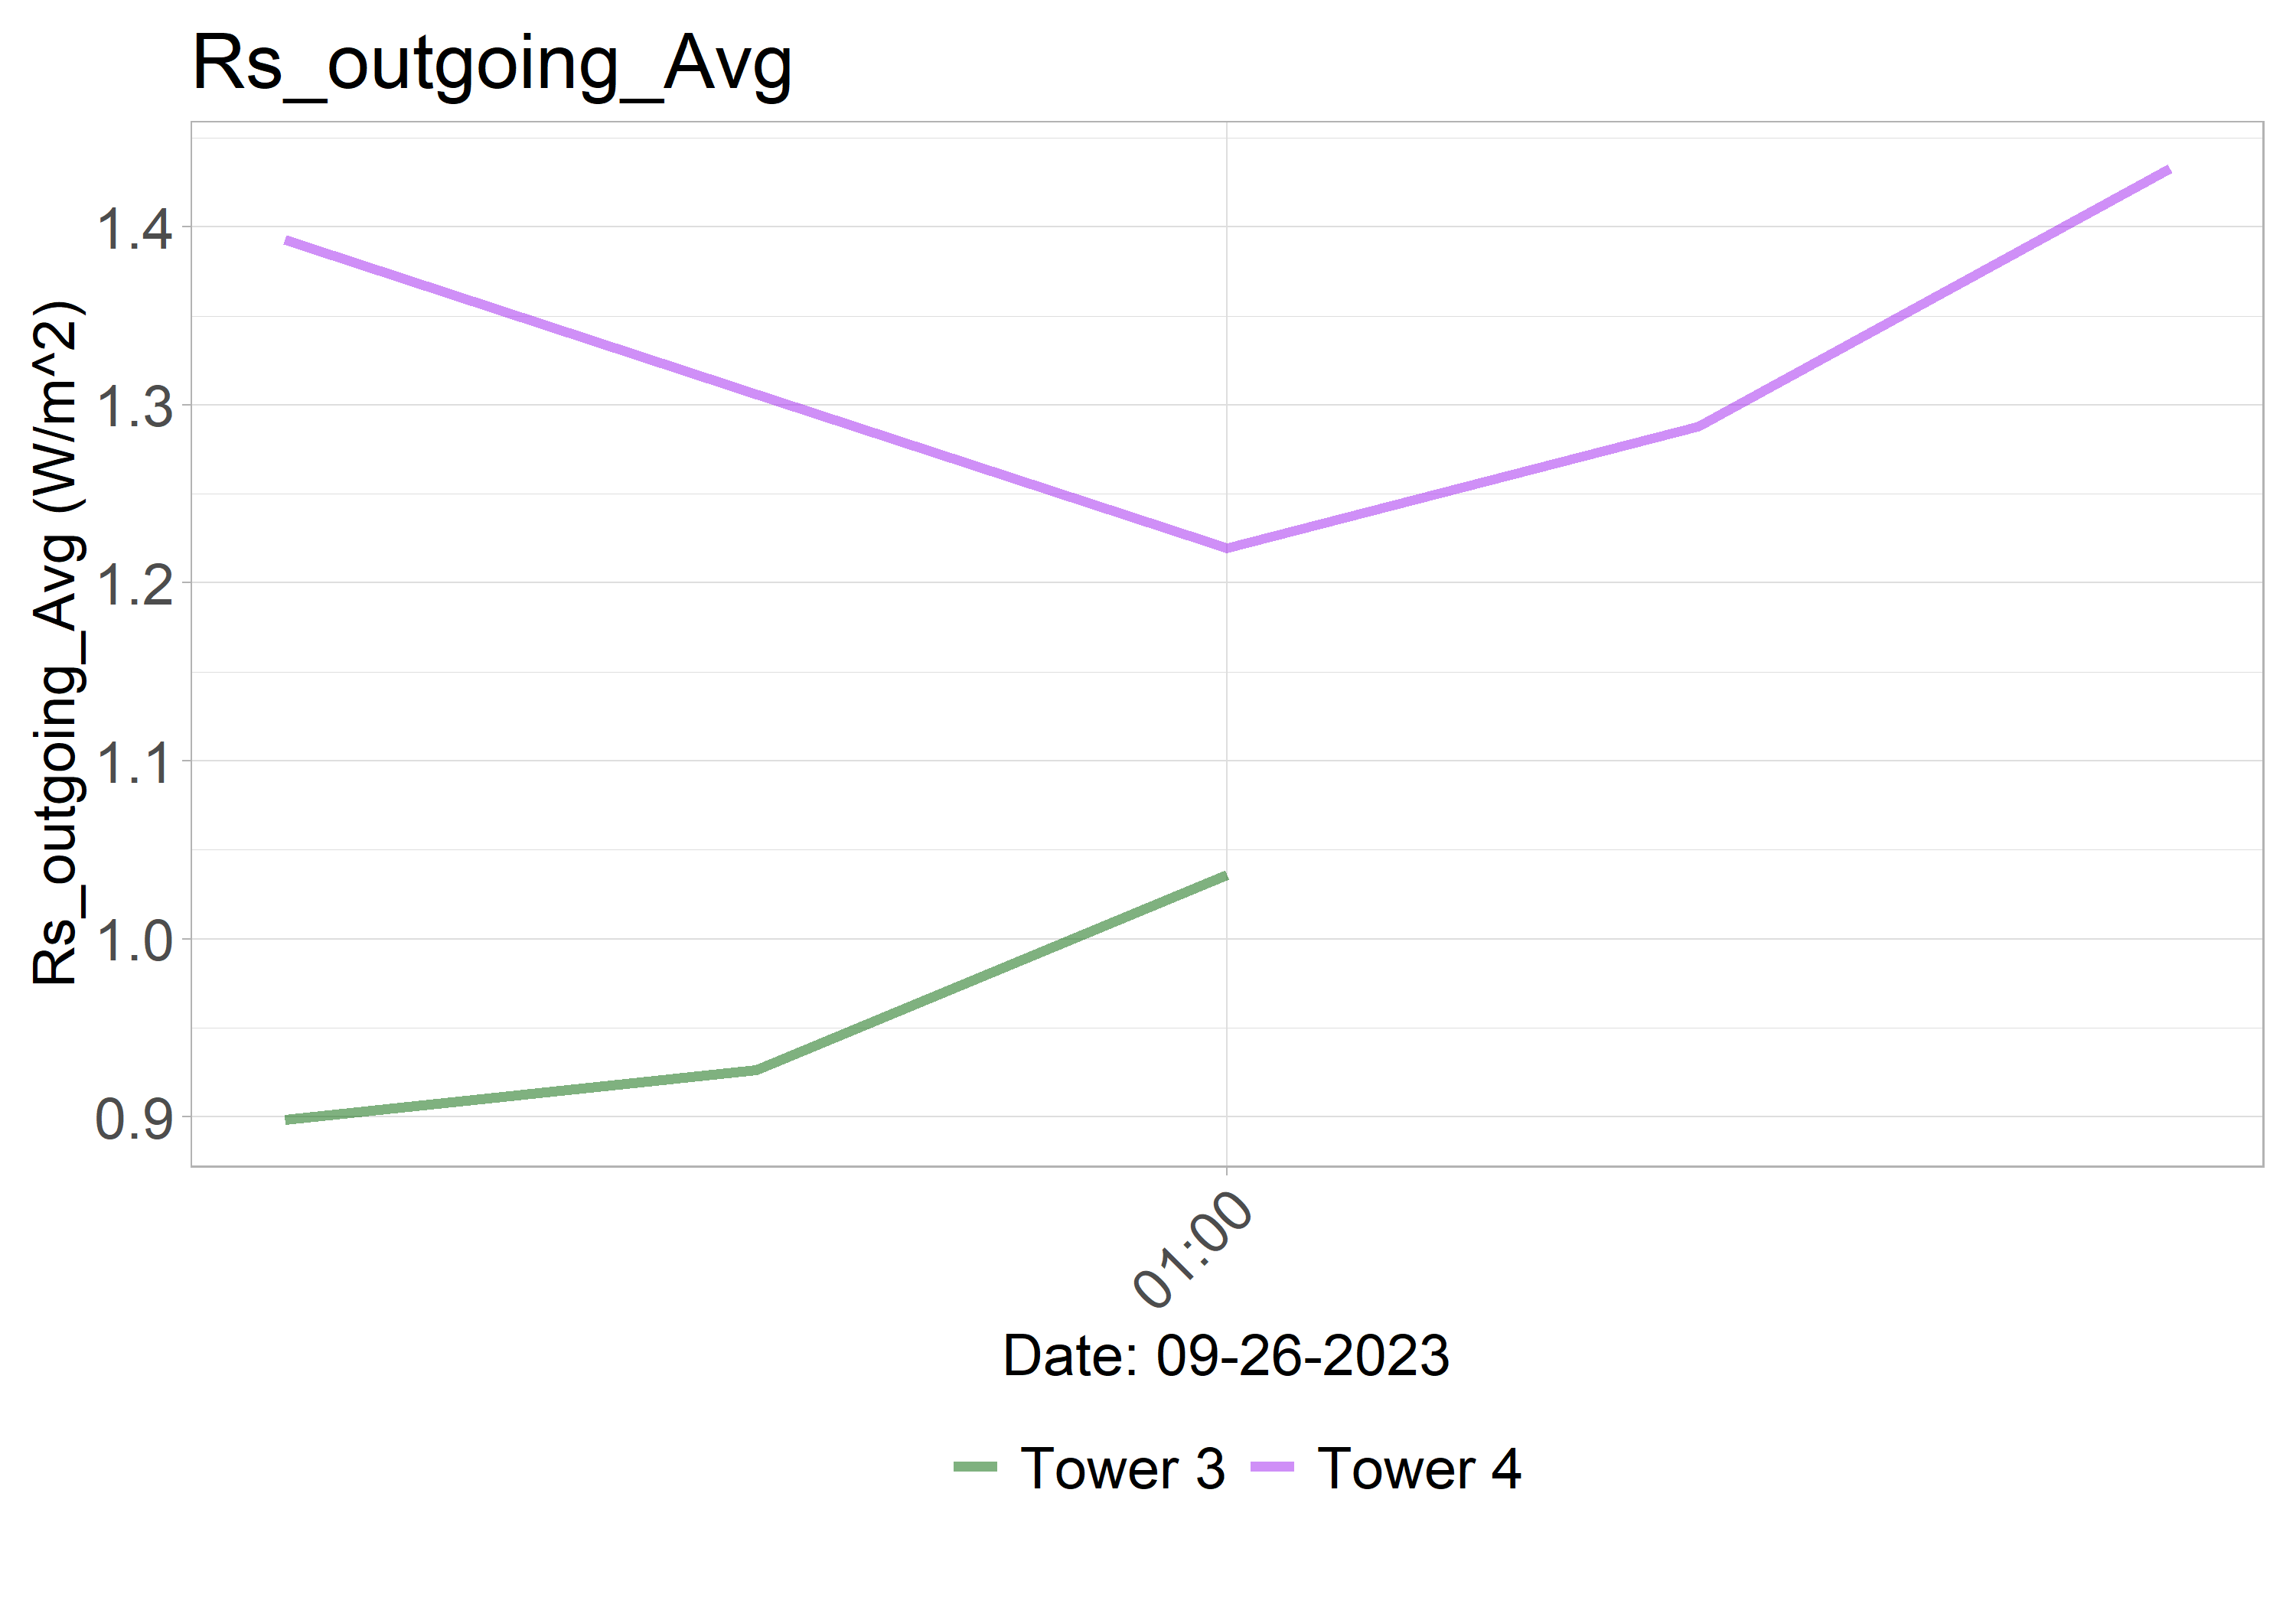 Rs_outgoing_Avg
Rs_outgoing_Avg (W/m^2)
1.4
1.3
1.2
1.1
1.0
0.9
01:00
Date: 09-26-2023
Tower 3 Tower 4